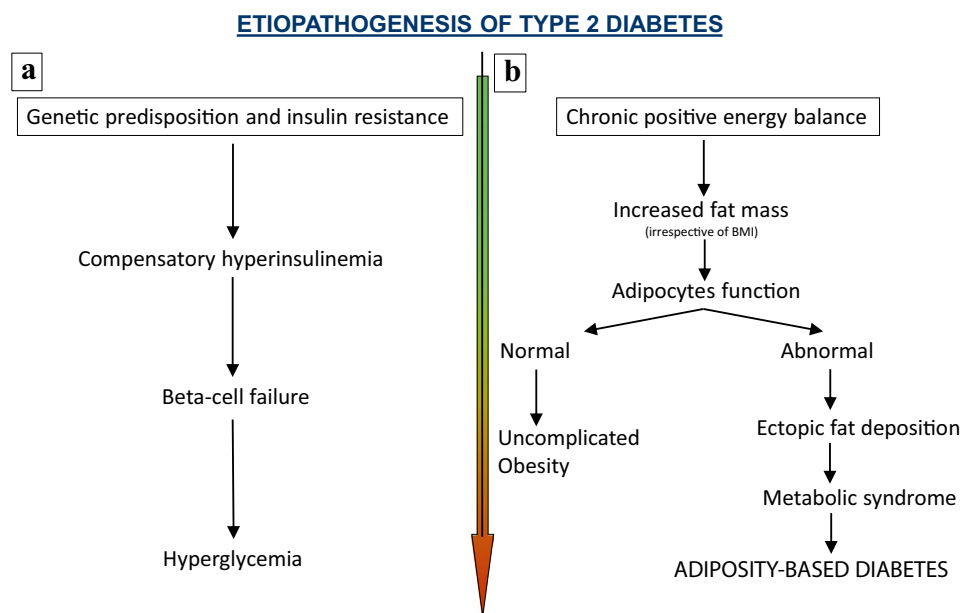 ETIOPATHOGENESIS OF TYPE 2 DIABETES
a
Genetic predisposition and insulin resistance
Compensatory hyperinsulinemia
Beta-cell failure
Hyperglycemia
b
Chronic positive energy balance
Increased fat mass
(irrespective of BMI)
Adipocytes function
Normal
Uncomplicated
Obesity
Abnormal
Ectopic fat deposition
Metabolic syndrome
ADIPOSITY-BASED DIABETES